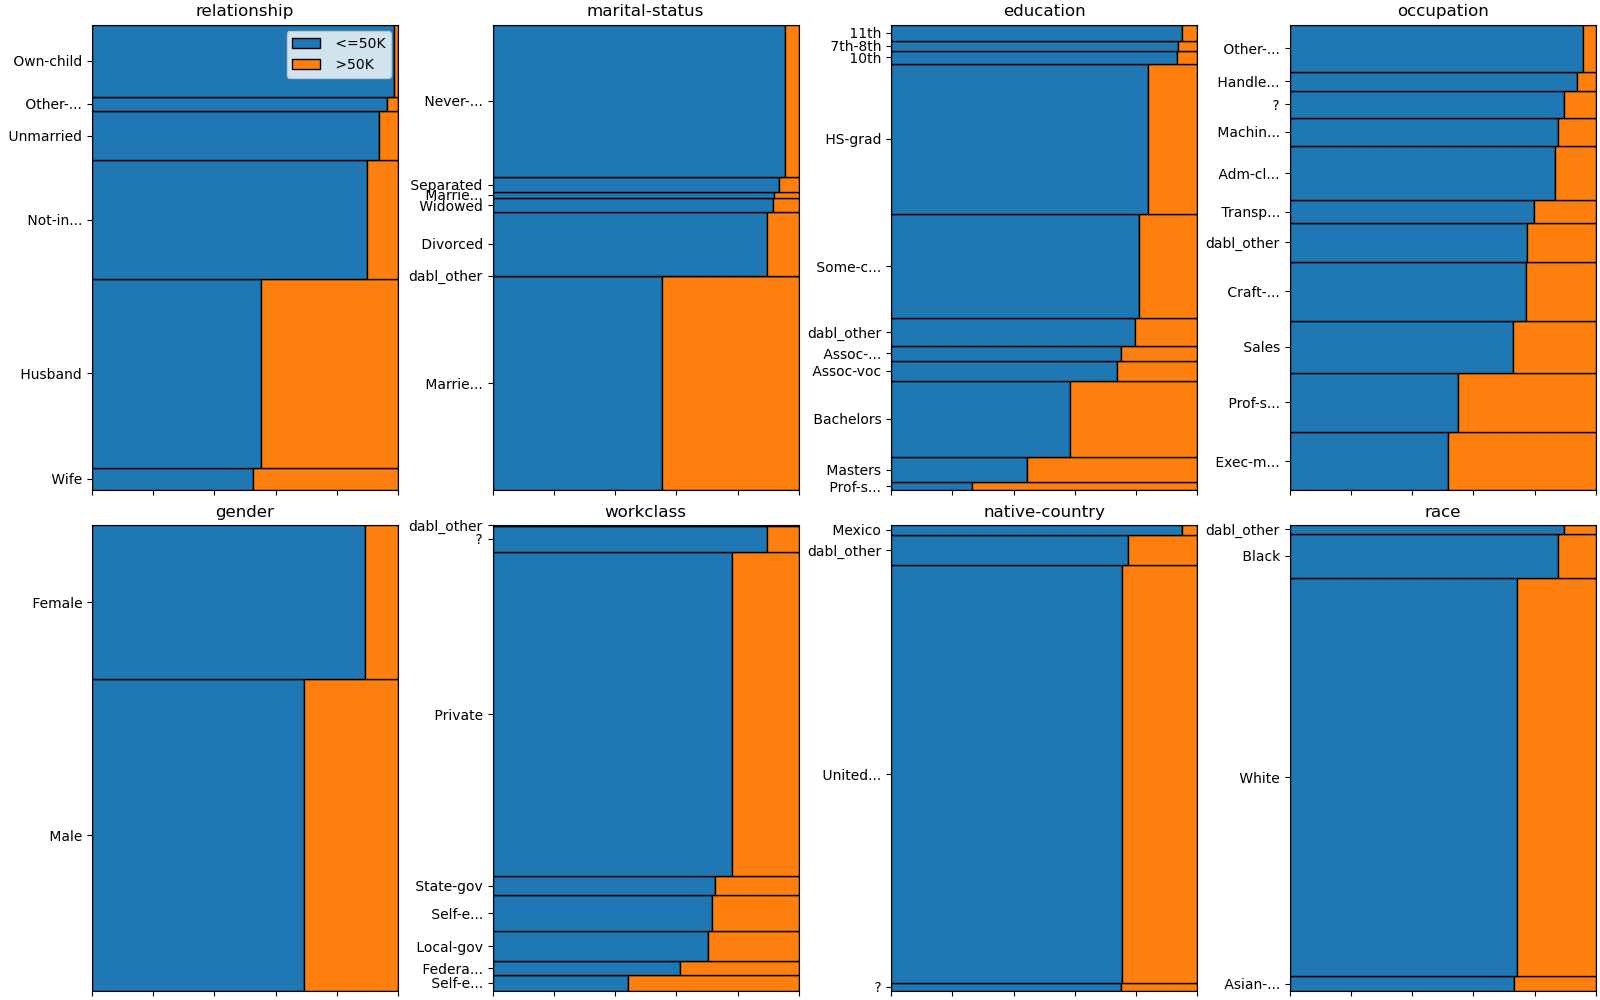 relationship
<=50K
>50K
Own-child
Other-...
Unmarried
Not-in...
Husband
Wife
marital-status
Never-...
Separated
Marrie...
Widowed
Divorced
dabl_other
Marrie...
education
11th
7th-8th
10th
HS-grad
Some-c...
dabl_other
Assoc-...
Assoc-voc
Bachelors
Masters
Prof-s...
occupation
Other-...
Handle...
?
Machin...
Adm-cl...
Transp...
dabl_other
Craft-...
Sales
Prof-s...
Exec-m...
gender
Female
Male
workclass
dabl_other
?
Private
State-gov
Self-e...
Local-gov
Federa...
Self-e...
native-country
Mexico
dabl_other
United...
?
race
dabl_other
Black
White
Asian-...